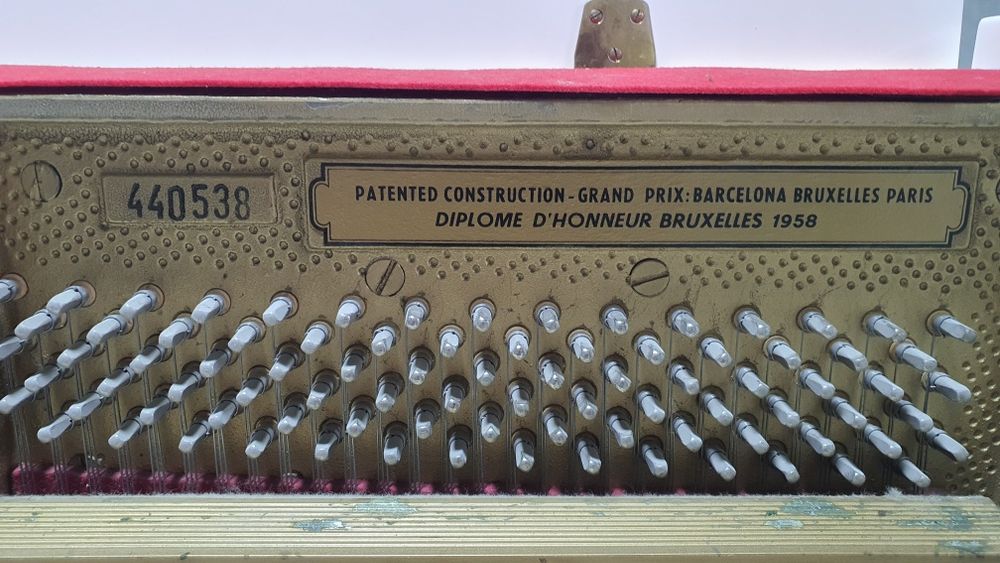 440538
PATENTED CONSTRUCTION - GRAND PRIX: BARCELONA BRUXELLES PARIS
DIPLOME D'HONNEUR BRUXELLES 1958